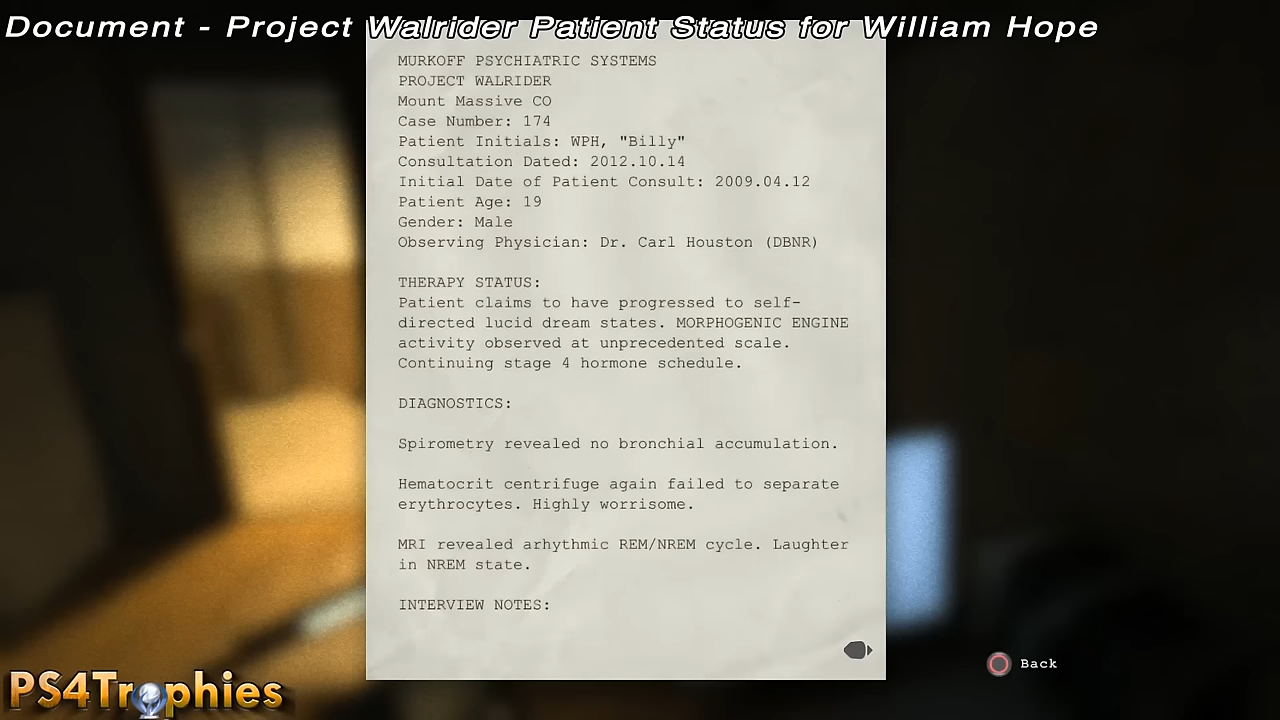 Document - Project Walrider Patient Status for William Hope
MURKOFF PSYCHIATRIC SYSTEMS
PROJECT WALRIDER
Mount Massive CO
Case Number: 174
Patient Initials: WPH, "Billy"
Consultation Dated: 2012.10.14
Initial Date of Patient Consult: 2009.04.12
Patient Age: 19
Gender: Male
Observing Physician: Dr. Carl Houston (DBNR)
THERAPY STATUS:
Patient claims to have progressed to self-
directed lucid dream states. MORPHOGENIC ENGINE
activity observed at unprecedented scale.
Continuing stage 4 hormone schedule.
DIAGNOSTICS:
Spirometry revealed no bronchial accumulation.
Hematocrit centrifuge again failed to separate
erythrocytes. Highly worrisome.
MRI revealed arhythmic REM/NREM cycle. Laughter
in NREM state.
INTERVIEW NOTES:
Back
PS4Trophies